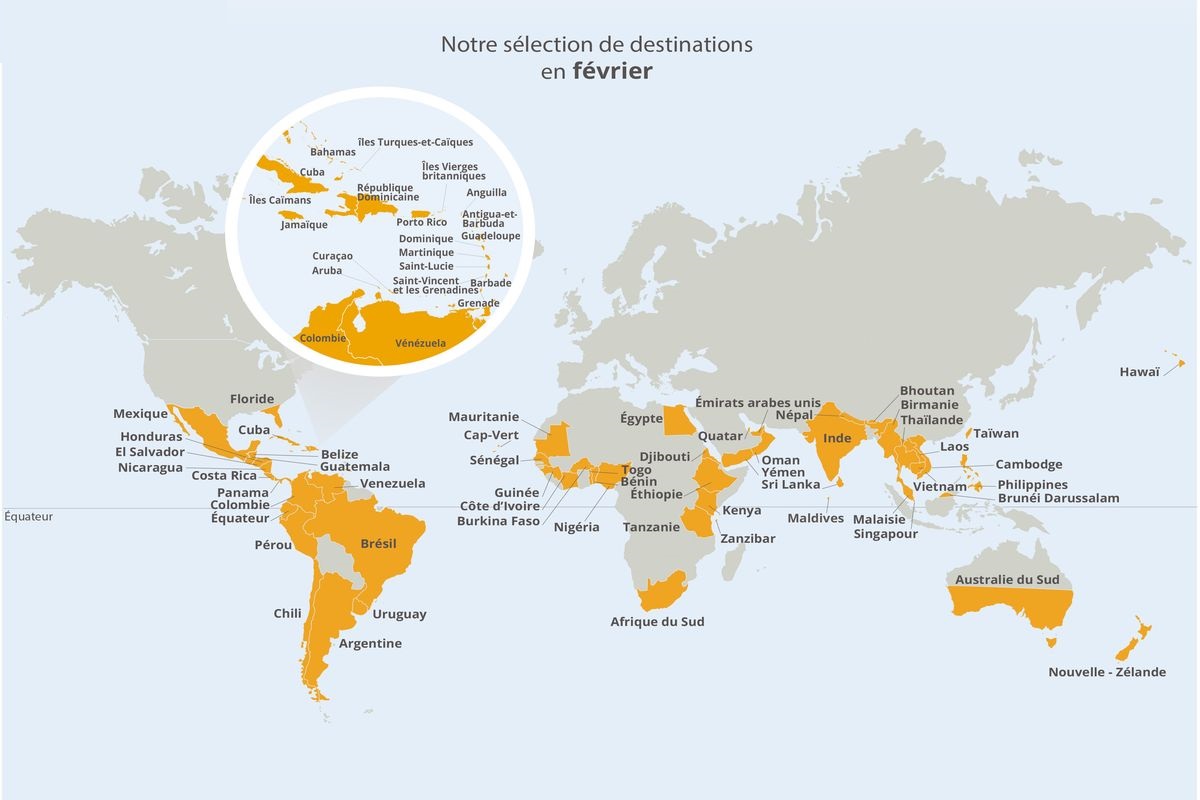 Notre sélection de destinations
en février
îles Turques-et-Caïques
Bahamas
Îles Vierges
britanniques
Cuba
République
Dominicaine
Anguilla
Îles Caïmans
Jamaïque
Porto Rico
Antigua-et-
Barbuda
Guadeloupe
Dominique
Martinique
Saint-Lucie
Curaçao
Aruba
Saint-Vincent
et les Grenadines
Barbade
Grenade
Colombie
Vénézuela
Hawaï
Floride
Mexique
Cuba
Honduras
El Salvador
Nicaragua
Belize
Guatemala
Costa Rica
Venezuela
Panama
Colombie
Équateur
Équateur
Pérou
Brésil
Chili
Uruguay
Argentine
Mauritanie
Cap-Vert
Sénégal
Guinée
Côte d'Ivoire
Burkina Faso
Nigéria
Togo
Bénin
Éthiopie
Djibouti
Égypte
Émirats arabes unis
Népal
Quatar
Oman
Yémen
Sri Lanka
Inde
Kenya
Tanzanie
Zanzibar
Afrique du Sud
Maldives
Bhoutan
Birmanie
Thaïlande
Taïwan
Laos
Cambodge
Vietnam
Philippines
Brunéi Darussalam
Malaisie
Singapour
Australie du Sud
Nouvelle - Zélande